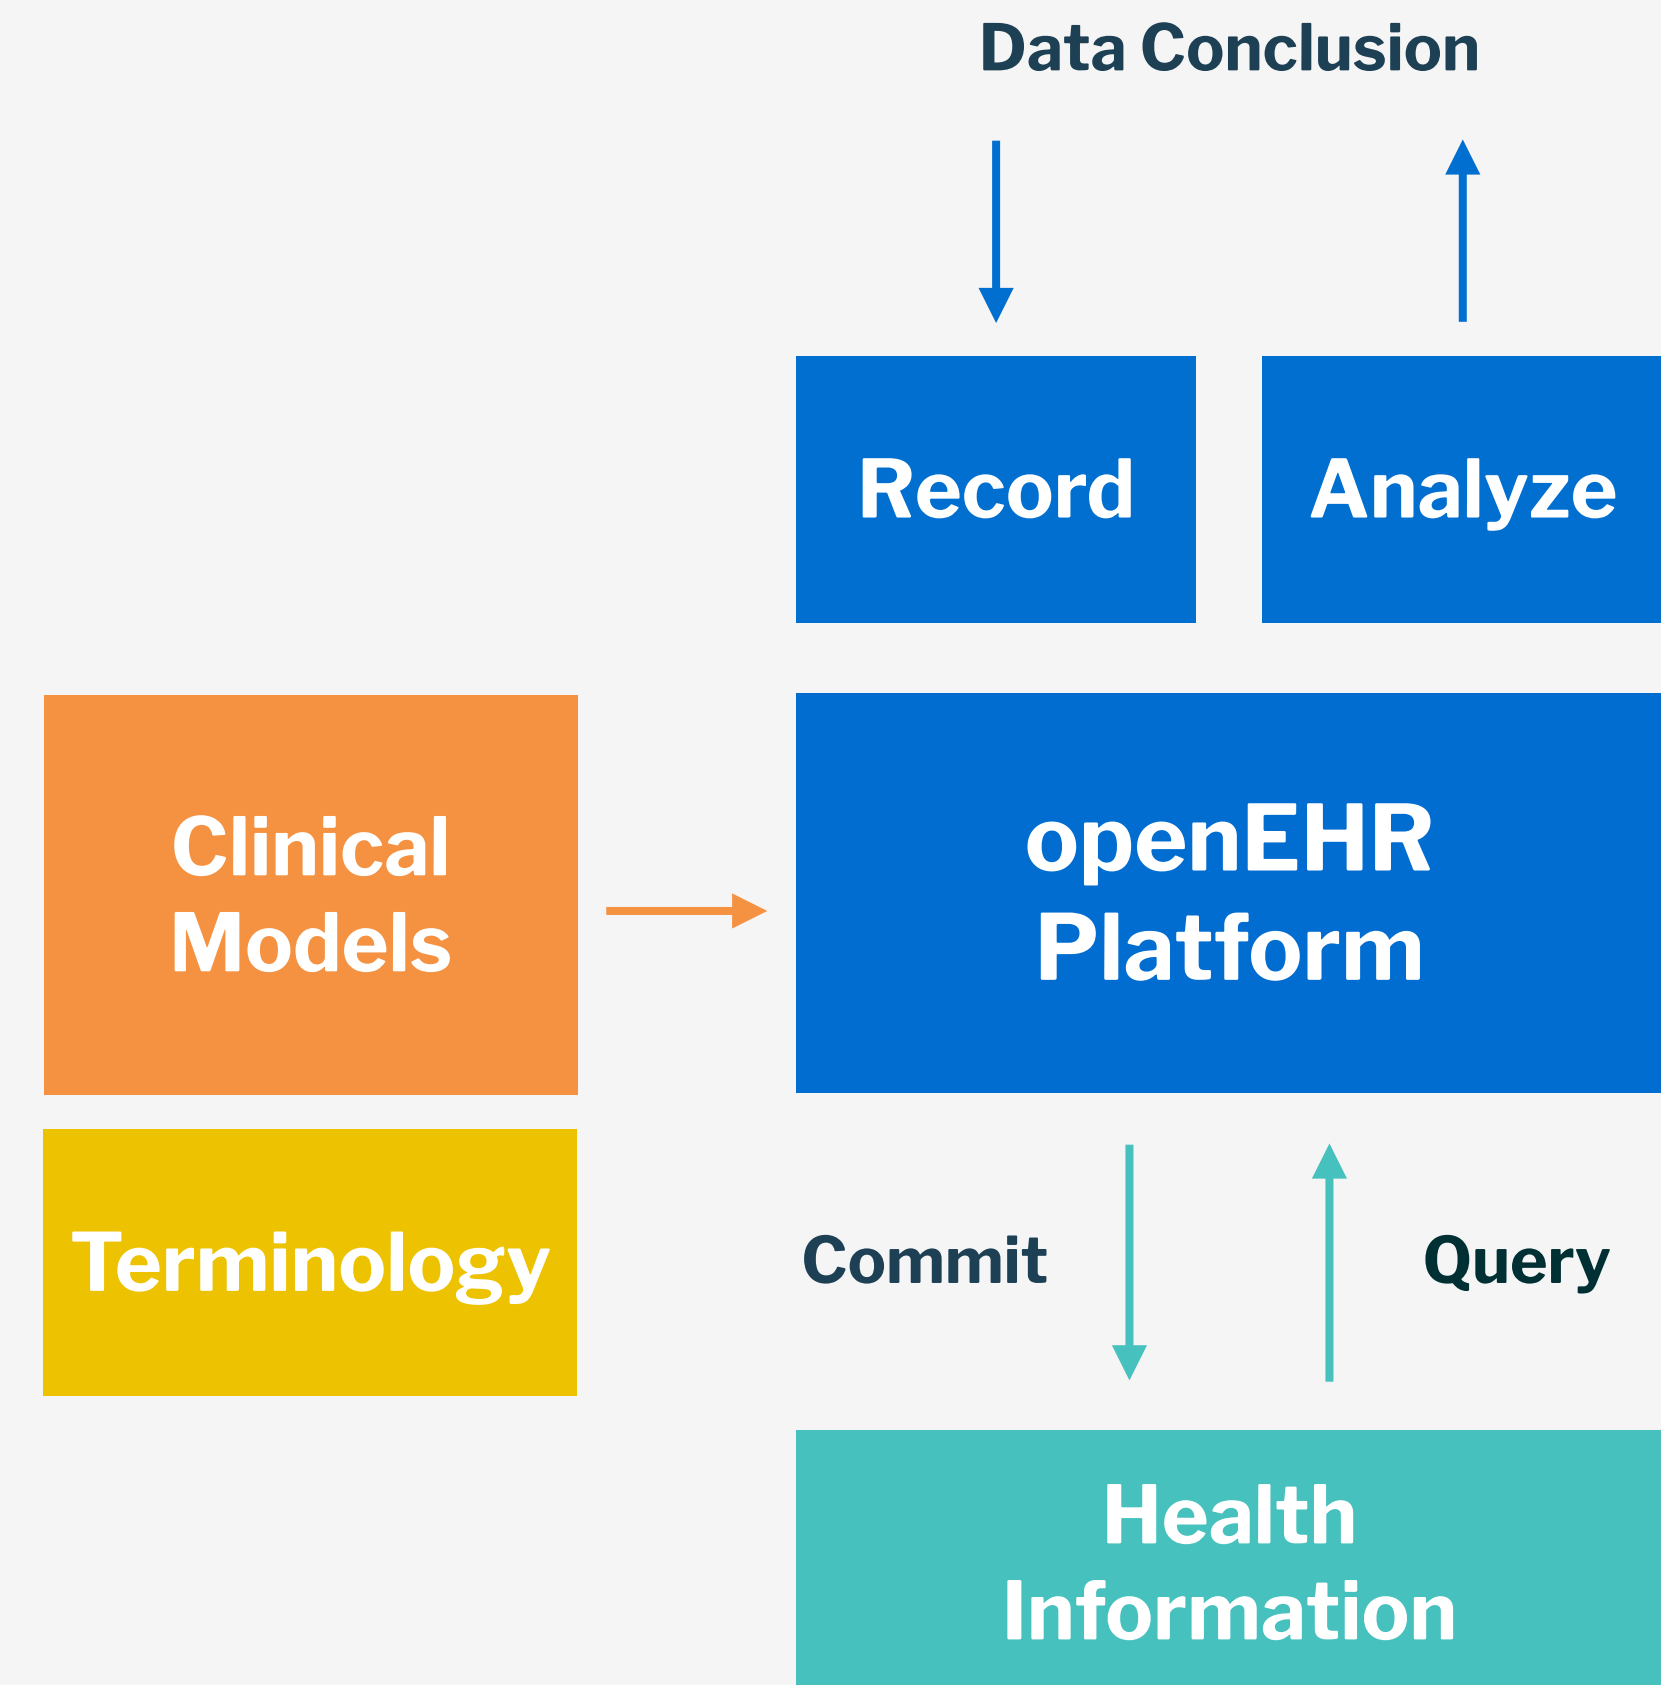 Data Conclusion
Record
Analyze
Clinical
Models
openEHR
Platform
Terminology
Commit
Query
Health
Information